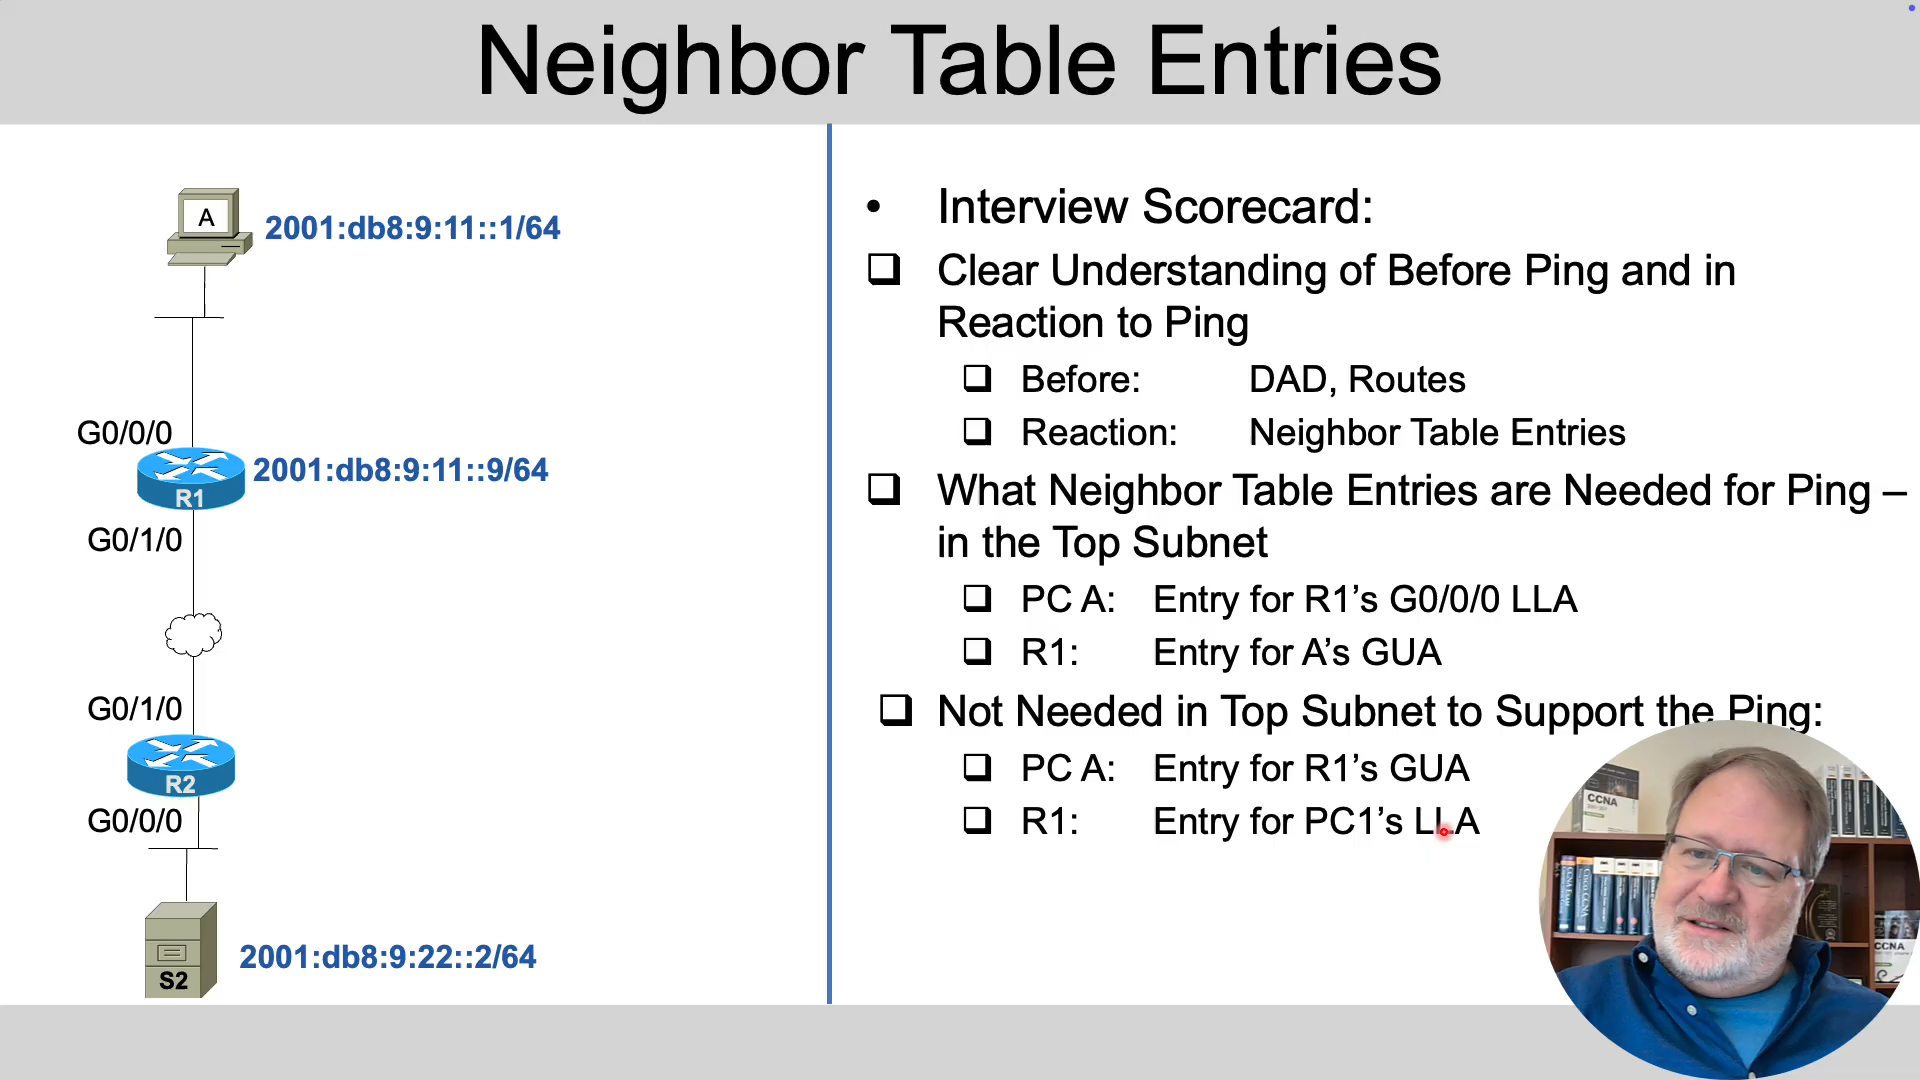 Neighbor Table Entries
A
2001:db8:9:11::1/64
G0/0/0
2001:db8:9:11::9/64
R1
G0/1/0
G0/1/0
R2
G0/0/0
2001:db8:9:22::2/64
S2
• Interview Scorecard:
Clear Understanding of Before Ping and in
Reaction to Ping
Before: DAD, Routes
Reaction: Neighbor Table Entries
What Neighbor Table Entries are Needed for Ping –
in the Top Subnet
PC A: Entry for R1’s G0/0/0 LLA
R1: Entry for A’s GUA
Not Needed in Top Subnet to Support the Ping:
PC A: Entry for R1’s GUA
R1: Entry for PC1’s LLA
CCNA
CCNA